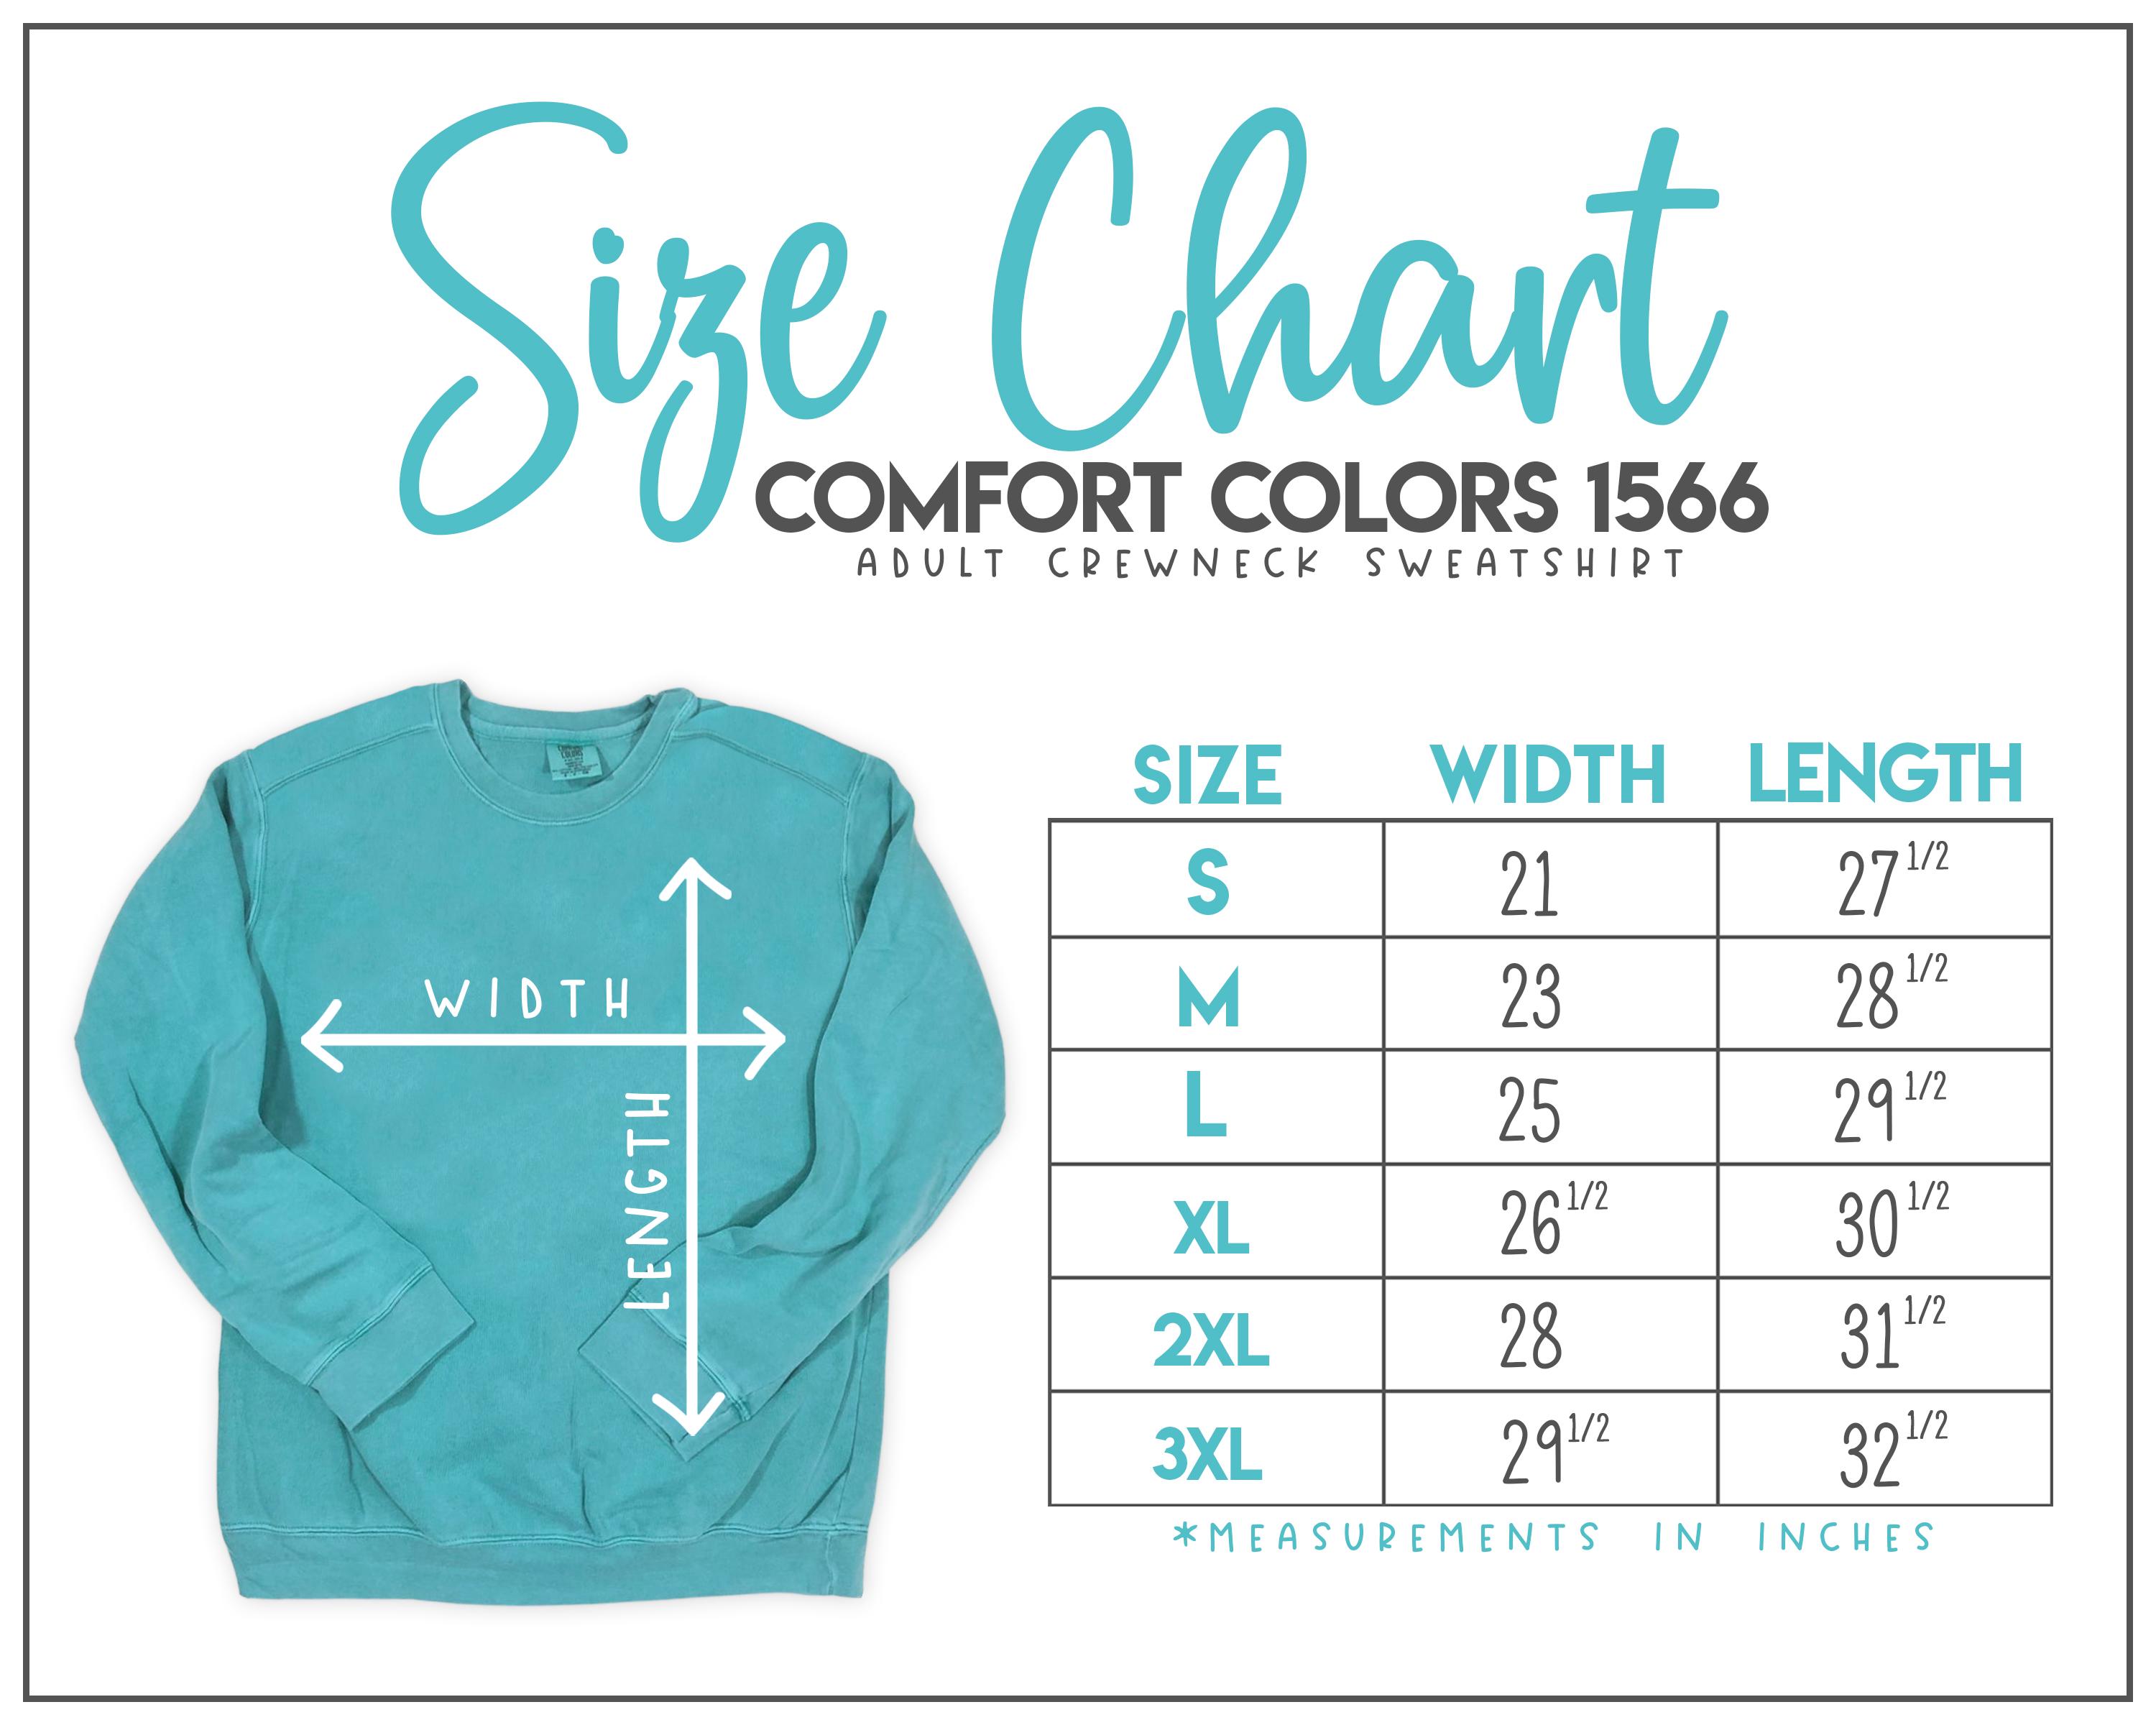 Size Chart
COMFORT COLORS 1566
ADULT CREWNECK SWEATSHIRT
WIDTH
LENGTH
SIZE WIDTH LENGTH
S 21 27 1/2
M 23 28 1/2
L 25 29 1/2
XL 26 1/2 30 1/2
2XL 28 31 1/2
3XL 29 1/2 32 1/2
*MEASUREMENTS IN INCHES